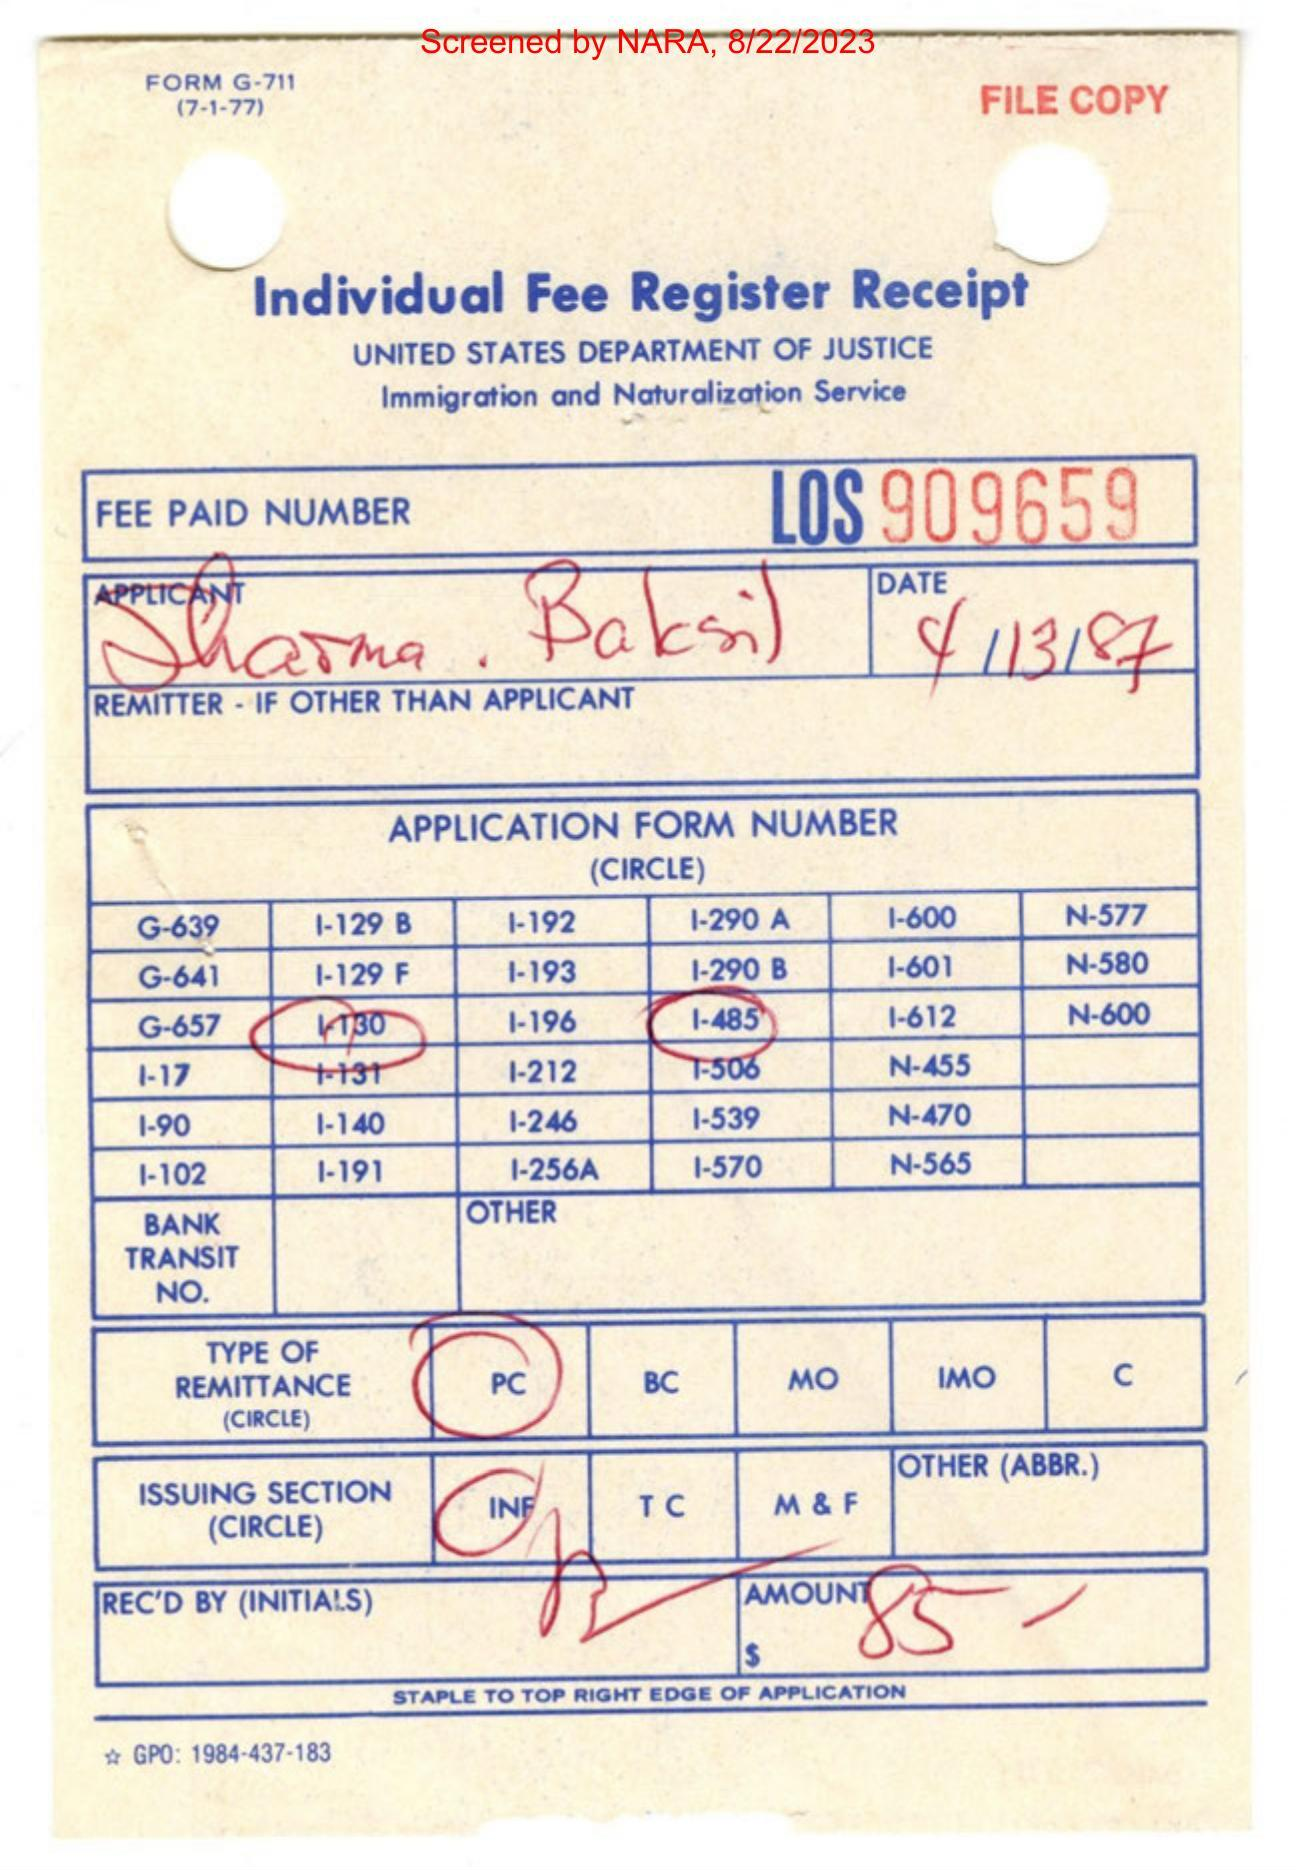 Screened by NARA, 8/22/2023
FORM G-711
(7-1-77)
FILE COPY
Individual Fee Register Receipt
UNITED STATES DEPARTMENT OF JUSTICE
Immigration and Naturalization Service
FEE PAID NUMBER LOS 909659
APPLICANT DATE
Sharma. Baksil 4/13/87
REMITTER - IF OTHER THAN APPLICANT
APPLICATION FORM NUMBER
(CIRCLE)
G-639 I-129 B I-192 I-290 A I-600 N-577
G-641 I-129 F I-193 I-290 B I-601 N-580
G-657 I-130 I-196 I-485 I-612 N-600
I-17 I-131 I-212 I-506 N-455
I-90 I-140 I-246 I-539 N-470
I-102 I-191 I-256A I-570 N-565
BANK TRANSIT NO. OTHER
TYPE OF REMITTANCE (CIRCLE) PC BC MO IMO C
ISSUING SECTION (CIRCLE) INF T C M & F OTHER (ABBR.)
REC'D BY (INITIALS) AMOUNT
$ 85 -
STAPLE TO TOP RIGHT EDGE OF APPLICATION
☆ GPO: 1984-437-183